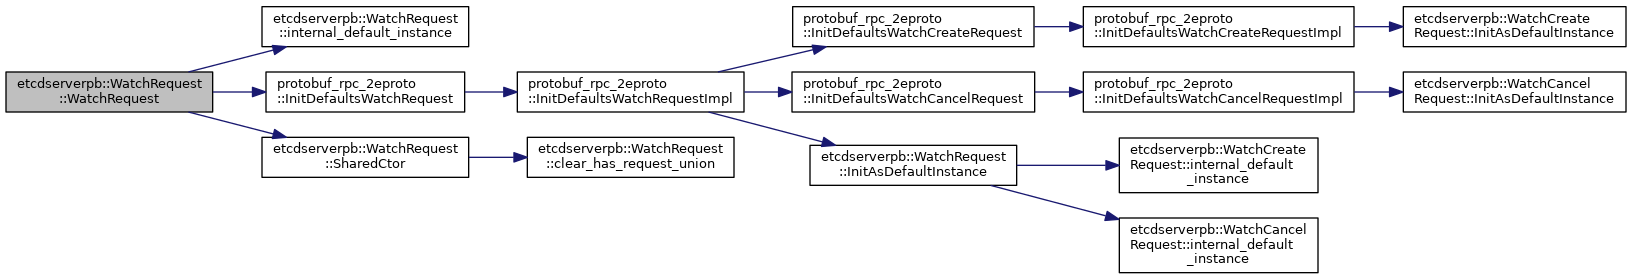 etcdserverpb::WatchRequest
::WatchRequest
etcdserverpb::WatchRequest
::internal_default_instance
protobuf_rpc_2eproto
::InitDefaultsWatchRequest
etcdserverpb::WatchRequest
::SharedCtor
protobuf_rpc_2eproto
::InitDefaultsWatchRequestImpl
etcdserverpb::WatchRequest
::clear_has_request_union
protobuf_rpc_2eproto
::InitDefaultsWatchCreateRequest
protobuf_rpc_2eproto
::InitDefaultsWatchCancelRequest
etcdserverpb::WatchRequest
::InitAsDefaultInstance
protobuf_rpc_2eproto
::InitDefaultsWatchCreateRequestImpl
protobuf_rpc_2eproto
::InitDefaultsWatchCancelRequestImpl
etcdserverpb::WatchCreate
Request::internal_default
_instance
etcdserverpb::WatchCancel
Request::internal_default
_instance
etcdserverpb::WatchCreate
Request::InitAsDefaultInstance
etcdserverpb::WatchCancel
Request::InitAsDefaultInstance